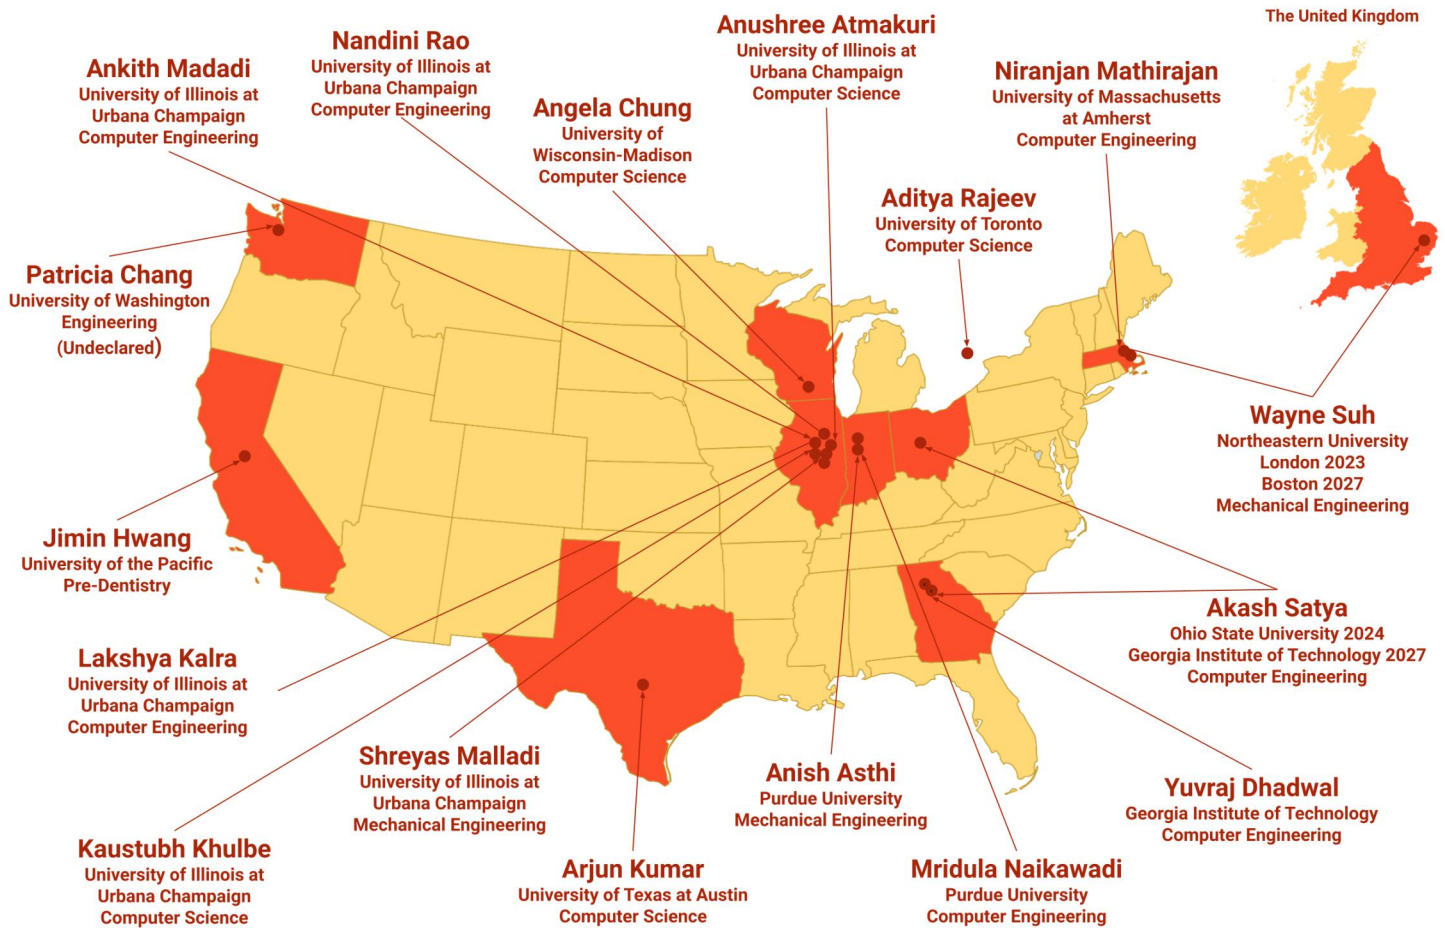 The United Kingdom
Ankith Madadi
University of Illinois at
Urbana Champaign
Computer Engineering
Nandini Rao
University of Illinois at
Urbana Champaign
Computer Engineering
Angela Chung
University of
Wisconsin-Madison
Computer Science
Anushree Atmakuri
University of Illinois at
Urbana Champaign
Computer Science
Aditya Rajeev
University of Toronto
Computer Science
Niranjan Mathirajan
University of Massachusetts
at Amherst
Computer Engineering
Patricia Chang
University of Washington
Engineering
(Undeclared)
Wayne Suh
Northeastern University
London 2023
Boston 2027
Mechanical Engineering
Jimin Hwang
University of the Pacific
Pre-Dentistry
Akash Satya
Ohio State University 2024
Georgia Institute of Technology 2027
Computer Engineering
Lakshya Kalra
University of Illinois at
Urbana Champaign
Computer Engineering
Shreyas Malladi
University of Illinois at
Urbana Champaign
Mechanical Engineering
Anish Asthi
Purdue University
Mechanical Engineering
Yuvraj Dhadwal
Georgia Institute of Technology
Computer Engineering
Kaustubh Khulbe
University of Illinois at
Urbana Champaign
Computer Science
Arjun Kumar
University of Texas at Austin
Computer Science
Mridula Naikawadi
Purdue University
Computer Engineering